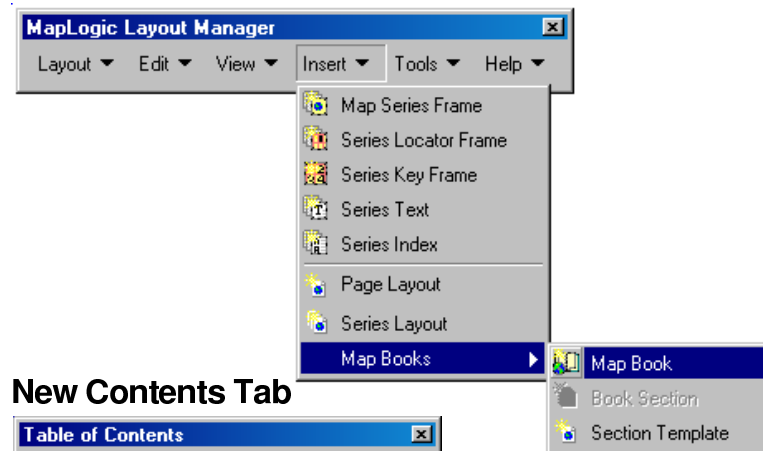 MapLogic Layout Manager
Layout Edit View Insert Tools Help
Map Series Frame
Series Locator Frame
Series Key Frame
Series Text
Series Index
Page Layout
Series Layout
Map Books
Map Book
Book Section
Section Template
New Contents Tab
Table of Contents